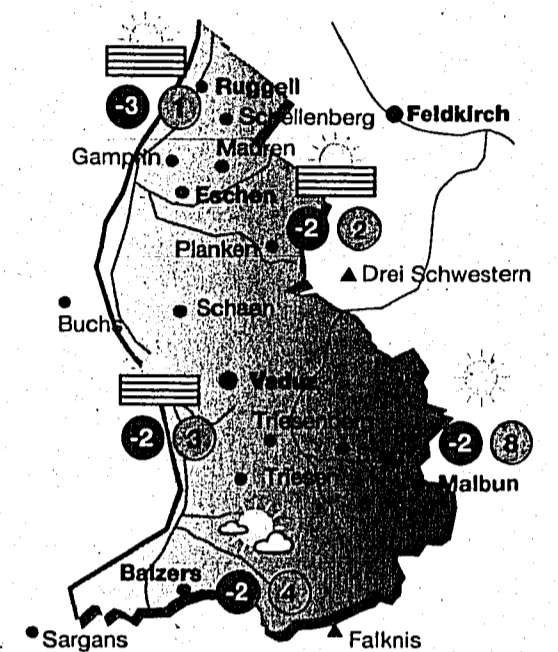 Ruggell
-3 1
Schellenberg
Feldkirch
Mauren
Gamprin
Eschen
-2 2
Planken
Drei Schwestern
Schaan
Buchs
Vaduz
Triesenberg
-2 3
-2 8
Triesen
Malbun
Balzers
-2 4
Sargans
Falknis